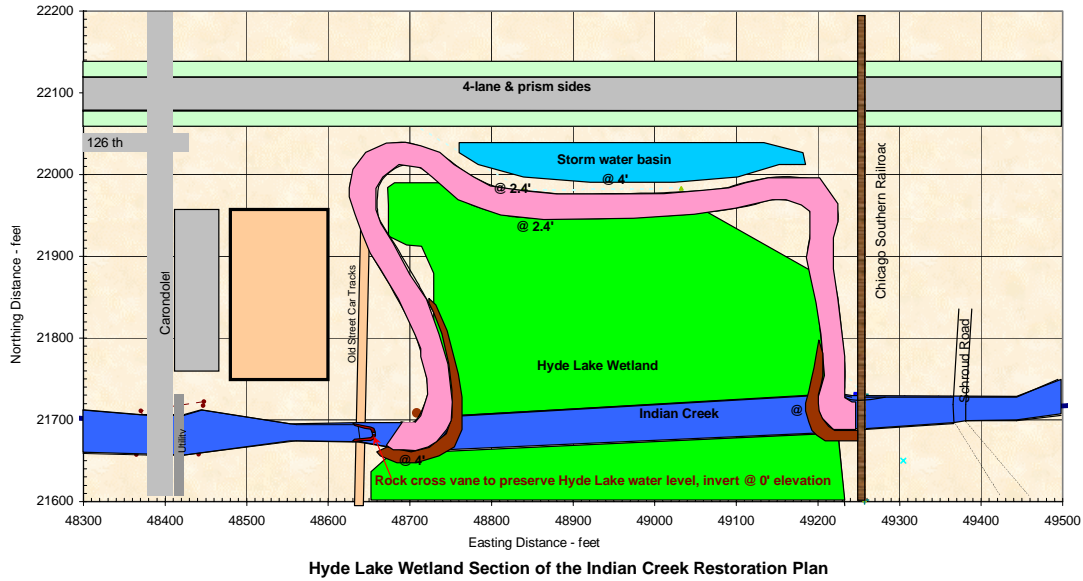 22200
22100
22000
21900
21800
21700
21600
Northing Distance - feet
4-lane & prism sides
126 th
Storm water basin
@ 4'
@ 2.4'
@ 2.4'
Carondolet
Old Street Car Tracks
Chicago Southern Railroar
Schroud Road
Hyde Lake Wetland
Indian Creek
@
Utility
@ 4'
Rock cross vane to preserve Hyde Lake water level, invert @ 0' elevation
48300 48400 48500 48600 48700 48800 48900 49000 49100 49200 49300 49400 49500
Easting Distance - feet
Hyde Lake Wetland Section of the Indian Creek Restoration Plan